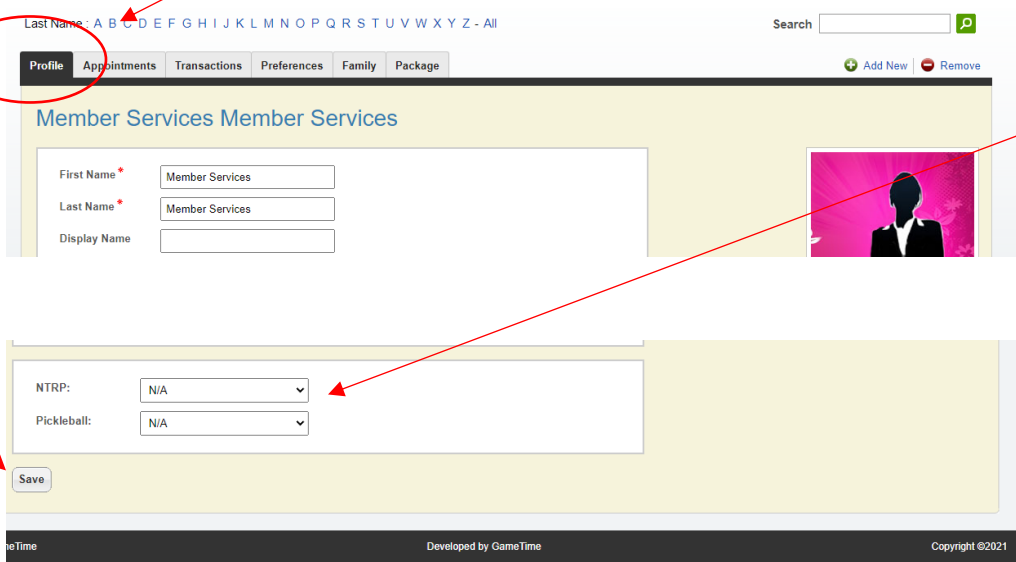 Last Name : A B C D E F G H I J K L M N O P Q R S T U V W X Y Z - All Search
Profile Appointments Transactions Preferences Family Package Add New Remove
Member Services Member Services
First Name * Member Services
Last Name * Member Services
Display Name
NTRP: N/A
Pickleball: N/A
Save
meTime Developed by GameTime Copyright ©2021